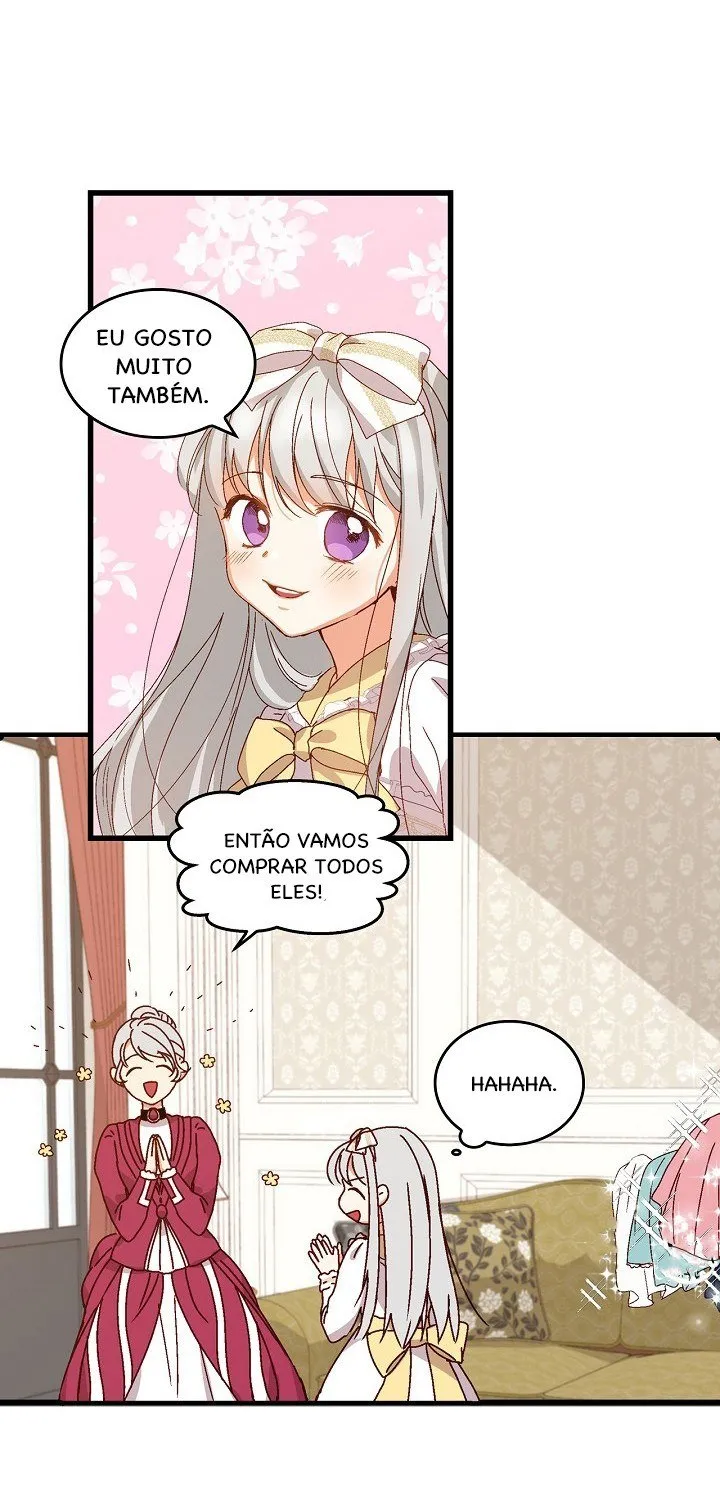 EU GOSTO
MUITO
TAMBÉM.
ENTÃO VAMOS
COMPRAR TODOS
ELES!
HAHAHA.